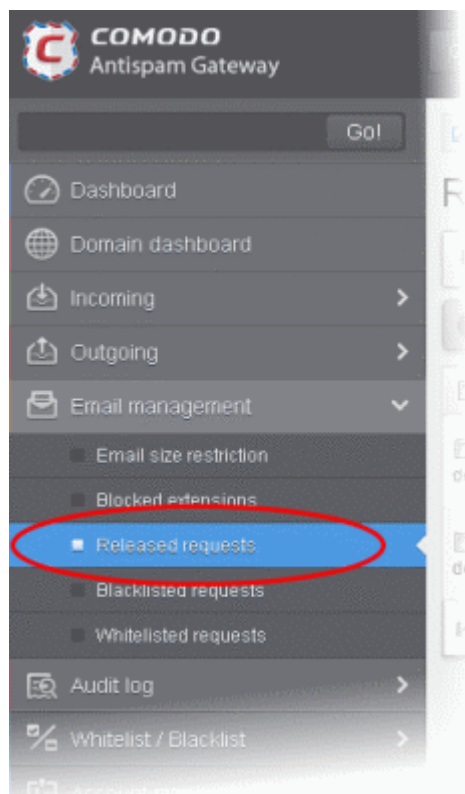 COMODO
Antispam Gateway
Go!
Dashboard
Domain dashboard
Incoming
Outgoing
Email management
Email size restriction
Blocked extensions
Released requests
Blacklisted requests
Whitelisted requests
Audit log
Whitelist / Blacklist